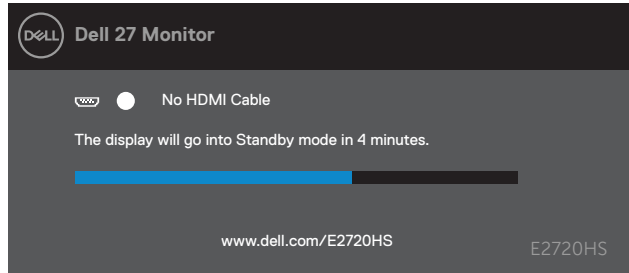 DELL Dell 27 Monitor
No HDMI Cable
The display will go into Standby mode in 4 minutes.
www.dell.com/E2720HS
E2720HS